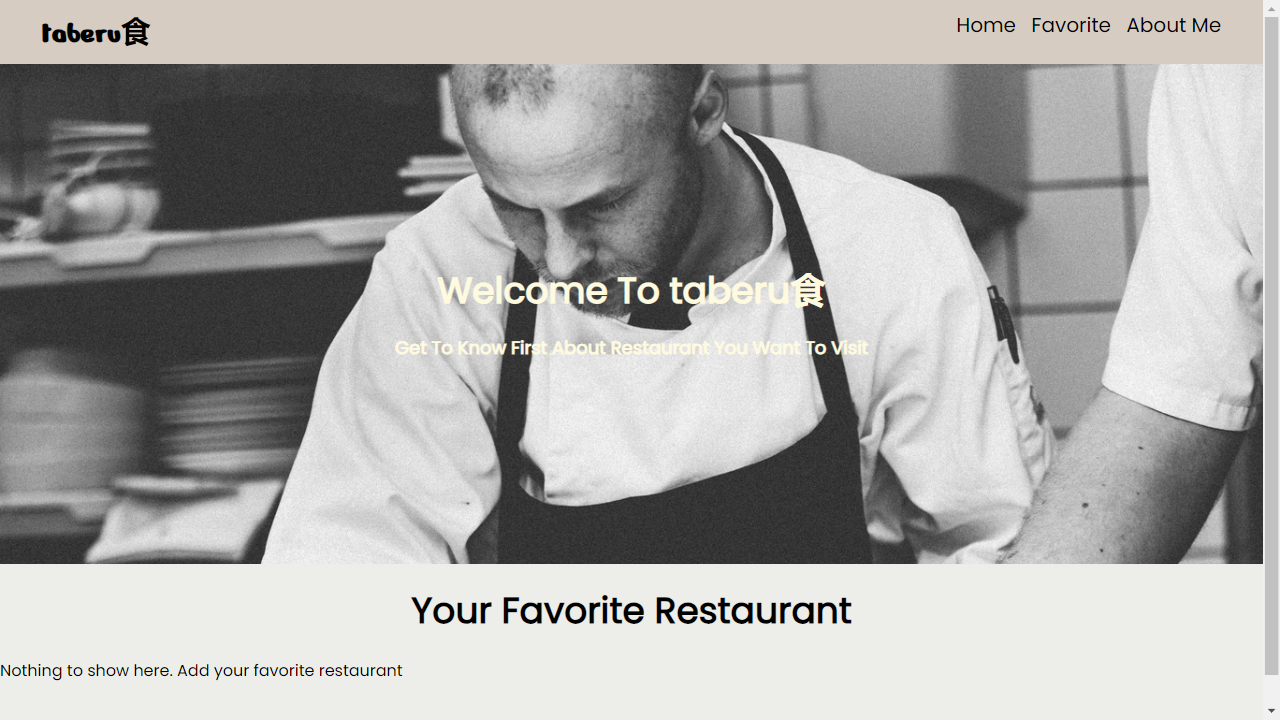 taberu食
Home Favorite About Me
Welcome To taberu食
Get To Know First About Restaurant You Want To Visit
Your Favorite Restaurant
Nothing to show here. Add your favorite restaurant